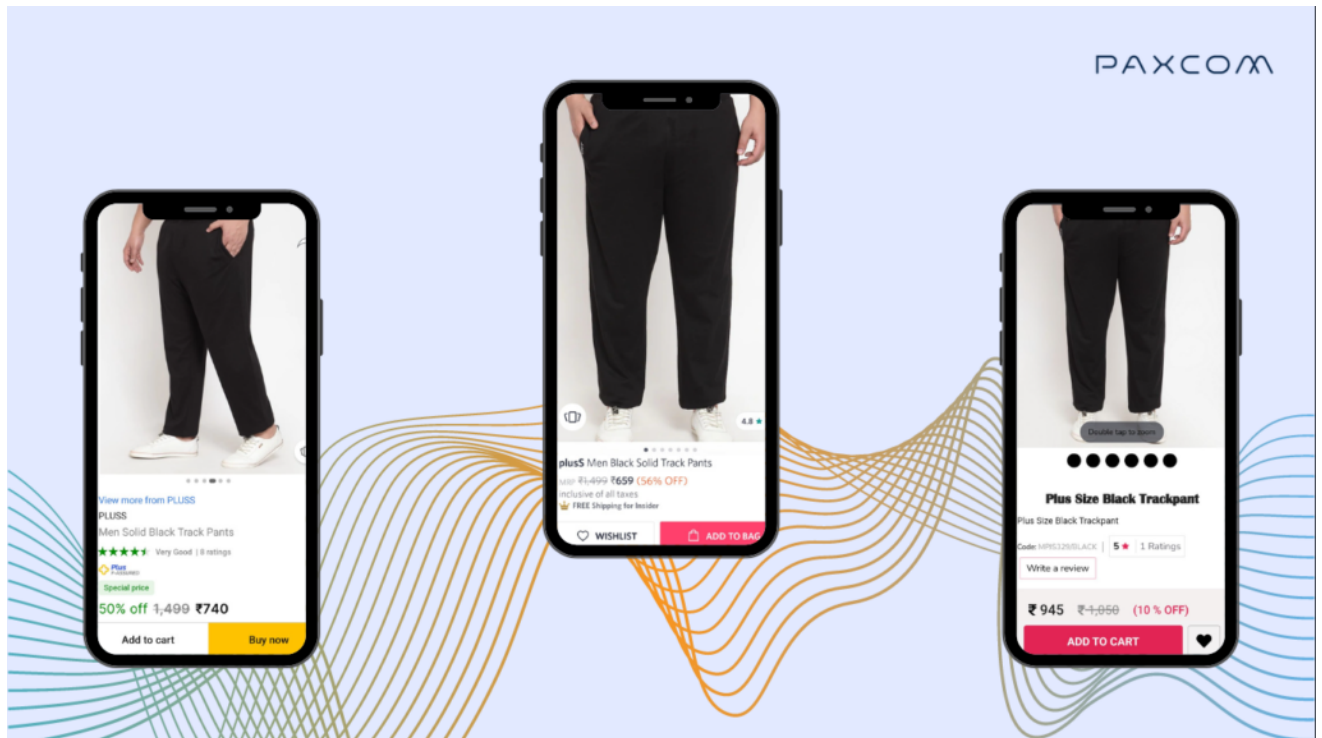 PAXCOM
View more from PLUSS
PLUSS
Men Solid Black Track Pants
Very Good | 8 ratings
Plus
F-ASSURED
Special price
50% off 1,499 ₹740
Add to cart Buy now
4.8 ★
plusS Men Black Solid Track Pants
MRP ₹1,499 ₹659 (56% OFF)
inclusive of all taxes
FREE Shipping for Insider
WISHLIST ADD TO BAG
Double tap to zoom
Plus Size Black Trackpant
Plus Size Black Trackpant
5 ★ 1 Ratings
Write a review
₹ 945 ₹ 1,050 (10 % OFF)
ADD TO CART